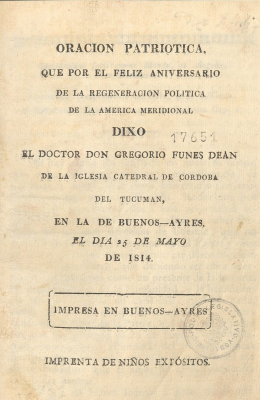 ORACION PATRIOTICA,
QUE POR EL FELIZ ANIVERSARIO
DE LA REGENERACION POLITICA
DE LA AMERICA MERIDIONAL
DIXO
17651
EL DOCTOR DON GREGORIO FUNES DEAN
DE LA IGLESIA CATEDRAL DE CORDOBA
DEL TUCUMAN,
EN LA DE BUENOS—AYRES,
EL DIA 25 DE MAYO
DE 1814.
IMPRESA EN BUENOS—AYRES
IMPRENTA DE NIÑOS EXPÓSITOS.